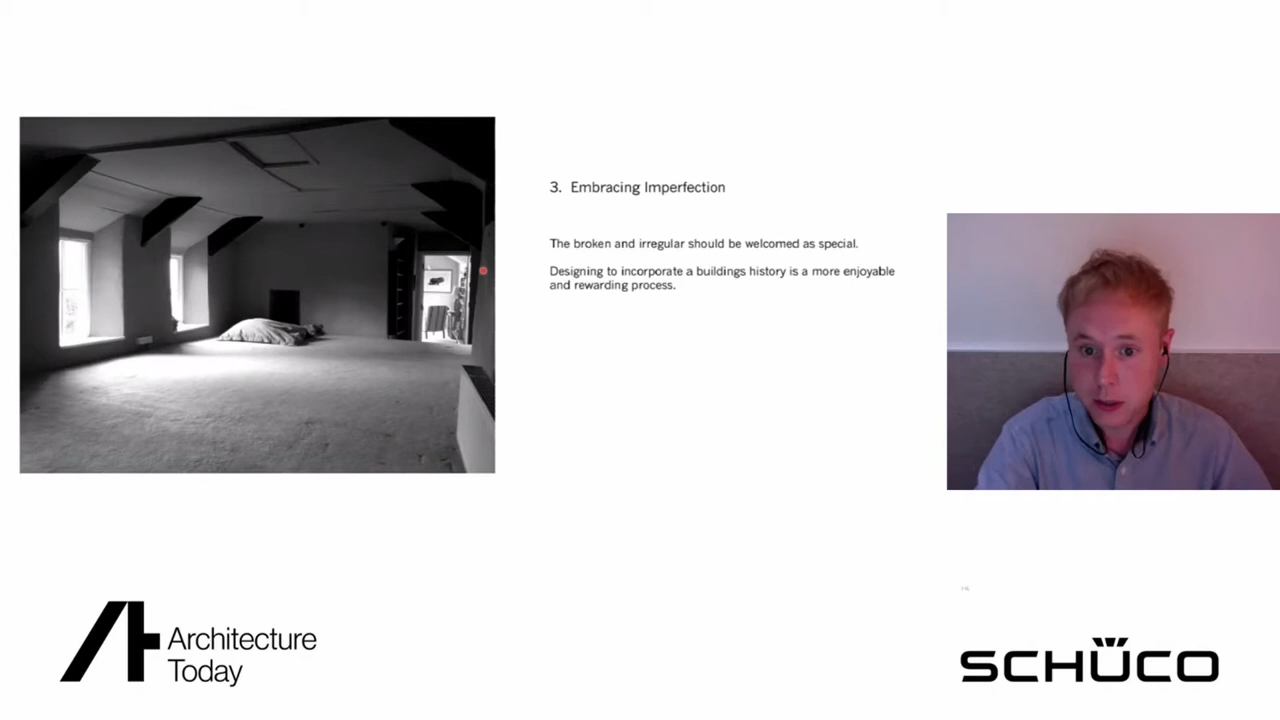 3. Embracing Imperfection
The broken and irregular should be welcomed as special.
Designing to incorporate a buildings history is a more enjoyable
and rewarding process.
Architecture
Today
SCHÜCO